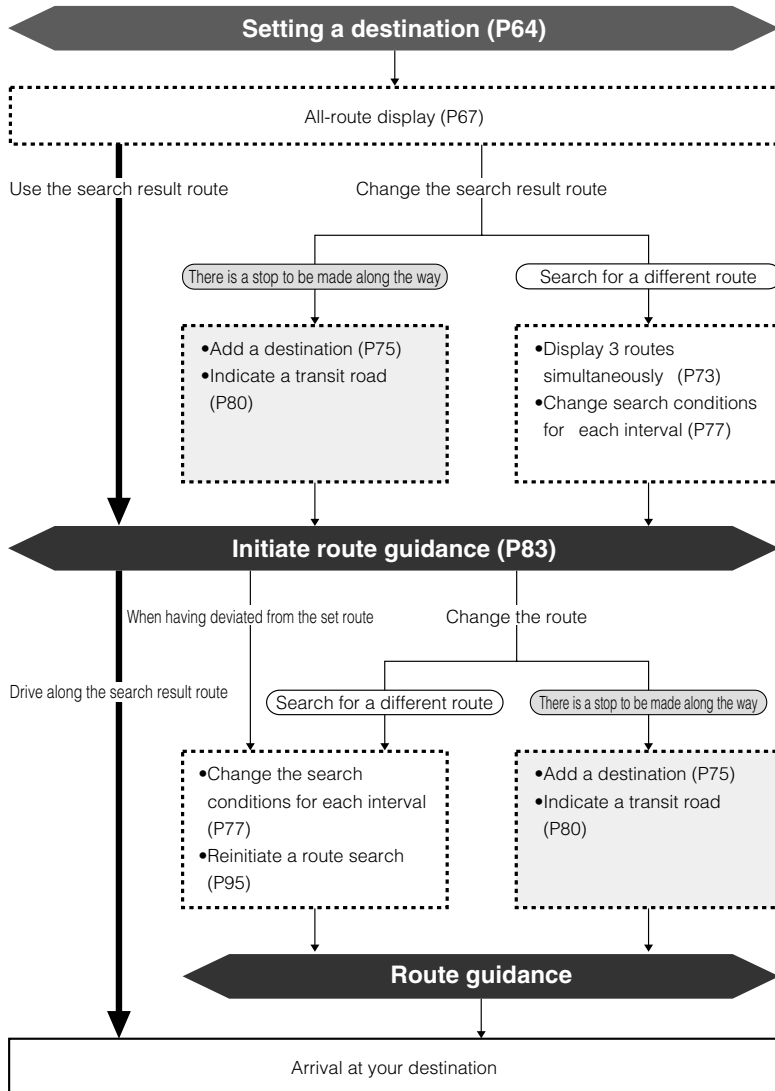 Setting a destination (P64)
All-route display (P67)
Use the search result route
Change the search result route
There is a stop to be made along the way
Search for a different route
•Add a destination (P75)
•Indicate a transit road
(P80)
•Display 3 routes
simultaneously (P73)
•Change search conditions
for each interval (P77)
Initiate route guidance (P83)
When having deviated from the set route
Change the route
Drive along the search result route
Search for a different route
There is a stop to be made along the way
•Change the search
conditions for each interval
(P77)
•Reinitiate a route search
(P95)
•Add a destination (P75)
•Indicate a transit road
(P80)
Route guidance
Arrival at your destination